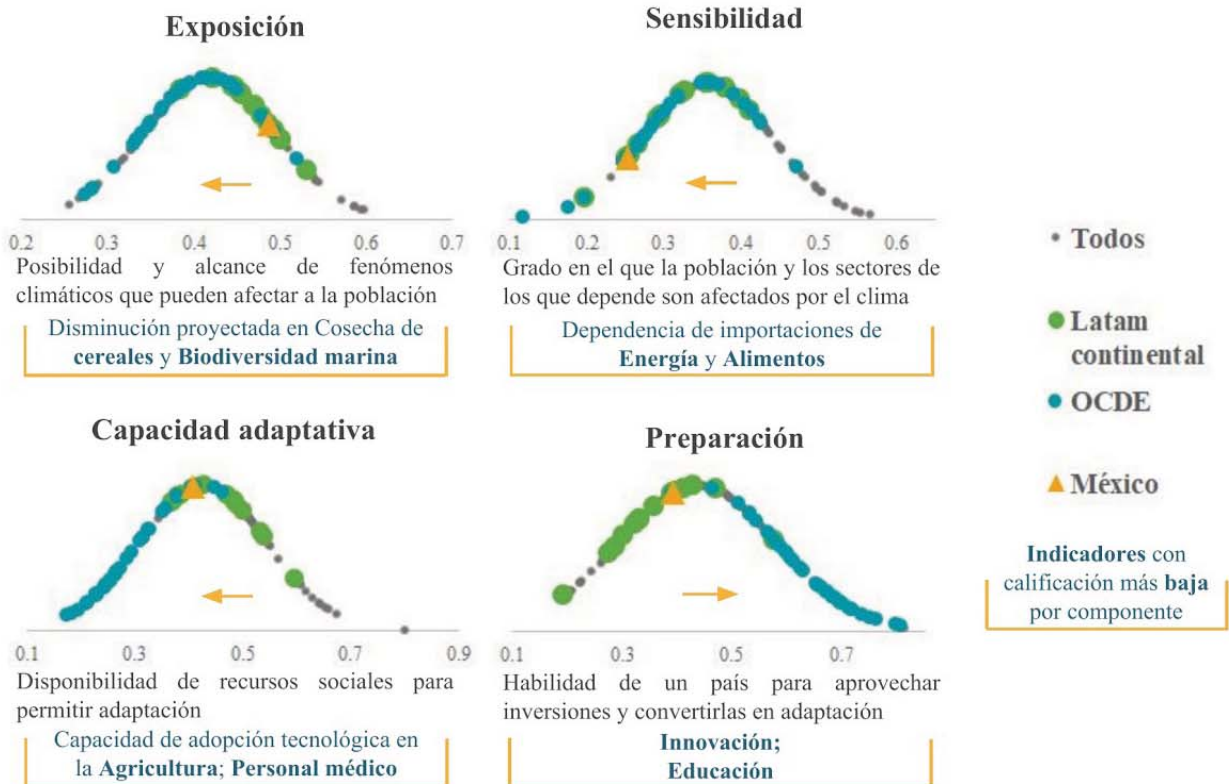 Exposición
0.2 0.3 0.4 0.5 0.6 0.7
Posibilidad y alcance de fenómenos
climáticos que pueden afectar a la población
Disminución proyectada en Cosecha de
cereales y Biodiversidad marina
Sensibilidad
0.1 0.2 0.3 0.4 0.5 0.6
Grado en el que la población y los sectores de
los que depende son afectados por el clima
Dependencia de importaciones de
Energía y Alimentos
Capacidad adaptativa
0.1 0.3 0.5 0.7 0.9
Disponibilidad de recursos sociales para
permitir adaptación
Capacidad de adopción tecnológica en
la Agricultura; Personal médico
Preparación
0.1 0.3 0.5 0.7
Habilidad de un país para aprovechar
inversiones y convertirlas en adaptación
Innovación;
Educación
Todos
Latam
continental
OCDE
México
Indicadores con
calificación más baja
por componente